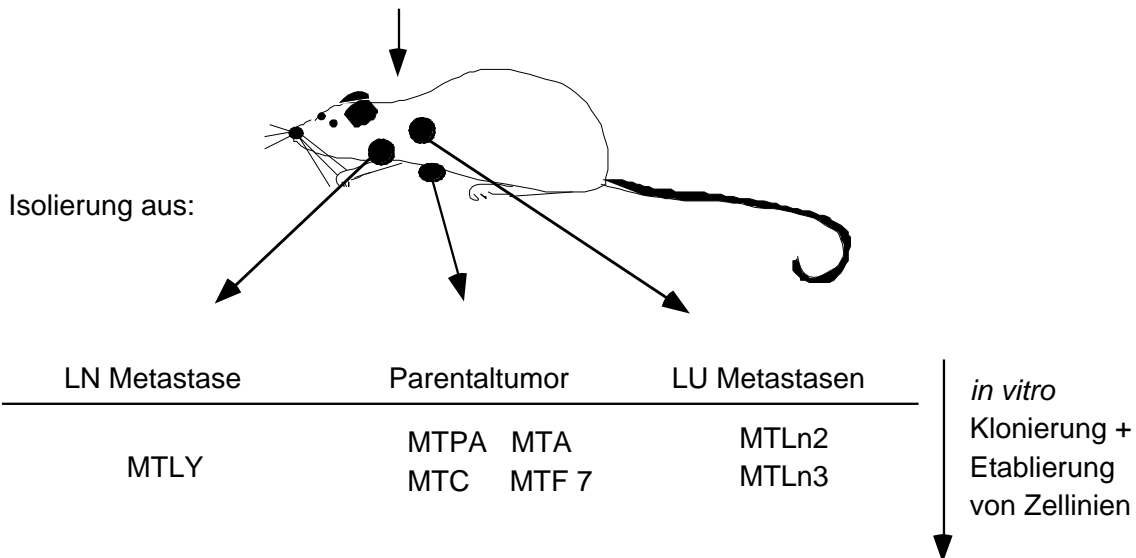 Isolierung aus:
LN Metastase Parentaltumor LU Metastasen
MTLY
MTPA MTA
MTC MTF 7
MTLn2
MTLn3
in vitro
Klonierung +
Etablierung
von Zellinien